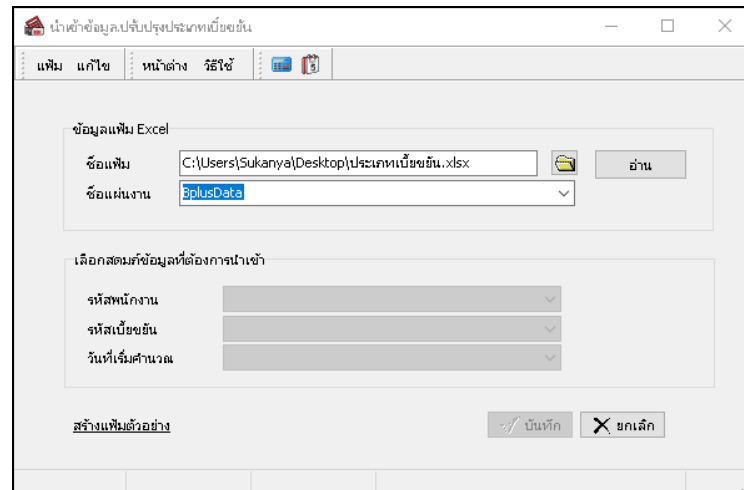 นำเข้าข้อมูล.ปรับปรุงประเภทเบี้ยขยัน
แฟ้ม แก้ไข หน้าต่าง วิธีใช้
ข้อมูลแฟ้ม Excel
ชื่อแฟ้ม C:\Users\Sukanya\Desktop\ประเภทเบี้ยขยัน.xlsx อ่าน
ชื่อแผ่นงาน BplusData
เลือกสดมภ์ข้อมูลที่ต้องการนำเข้า
รหัสพนักงาน
รหัสเบี้ยขยัน
วันที่เริ่มคำนวณ
สร้างแฟ้มตัวอย่าง บันทึก ยกเลิก